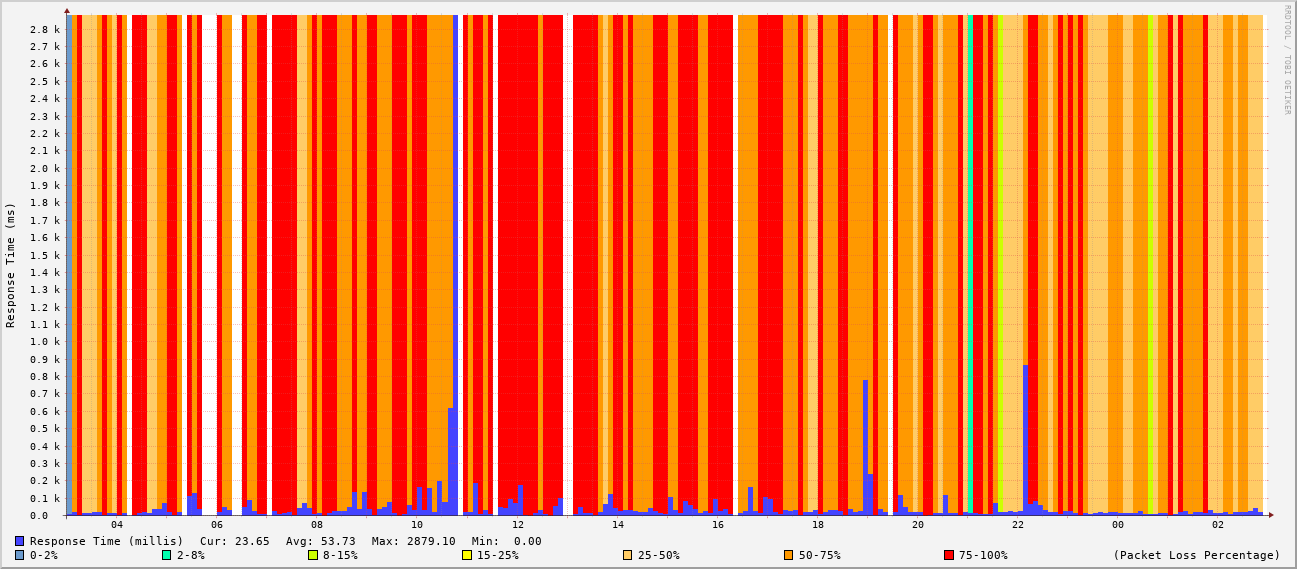 2.8 k
2.7 k
2.6 k
2.5 k
2.4 k
2.3 k
2.2 k
2.1 k
2.0 k
1.9 k
1.8 k
1.7 k
1.6 k
1.5 k
1.4 k
1.3 k
1.2 k
1.1 k
1.0 k
0.9 k
0.8 k
0.7 k
0.6 k
0.5 k
0.4 k
0.3 k
0.2 k
0.1 k
0.0
Response Time (ms)
RRDTOOL / TOBI OETIKER
04 06 08 10 12 14 16 18 20 22 00 02
Response Time (millis) Cur: 23.65 Avg: 53.73 Max: 2879.10 Min: 0.00
0-2% 2-8% 8-15% 15-25% 25-50% 50-75% 75-100% (Packet Loss Percentage)